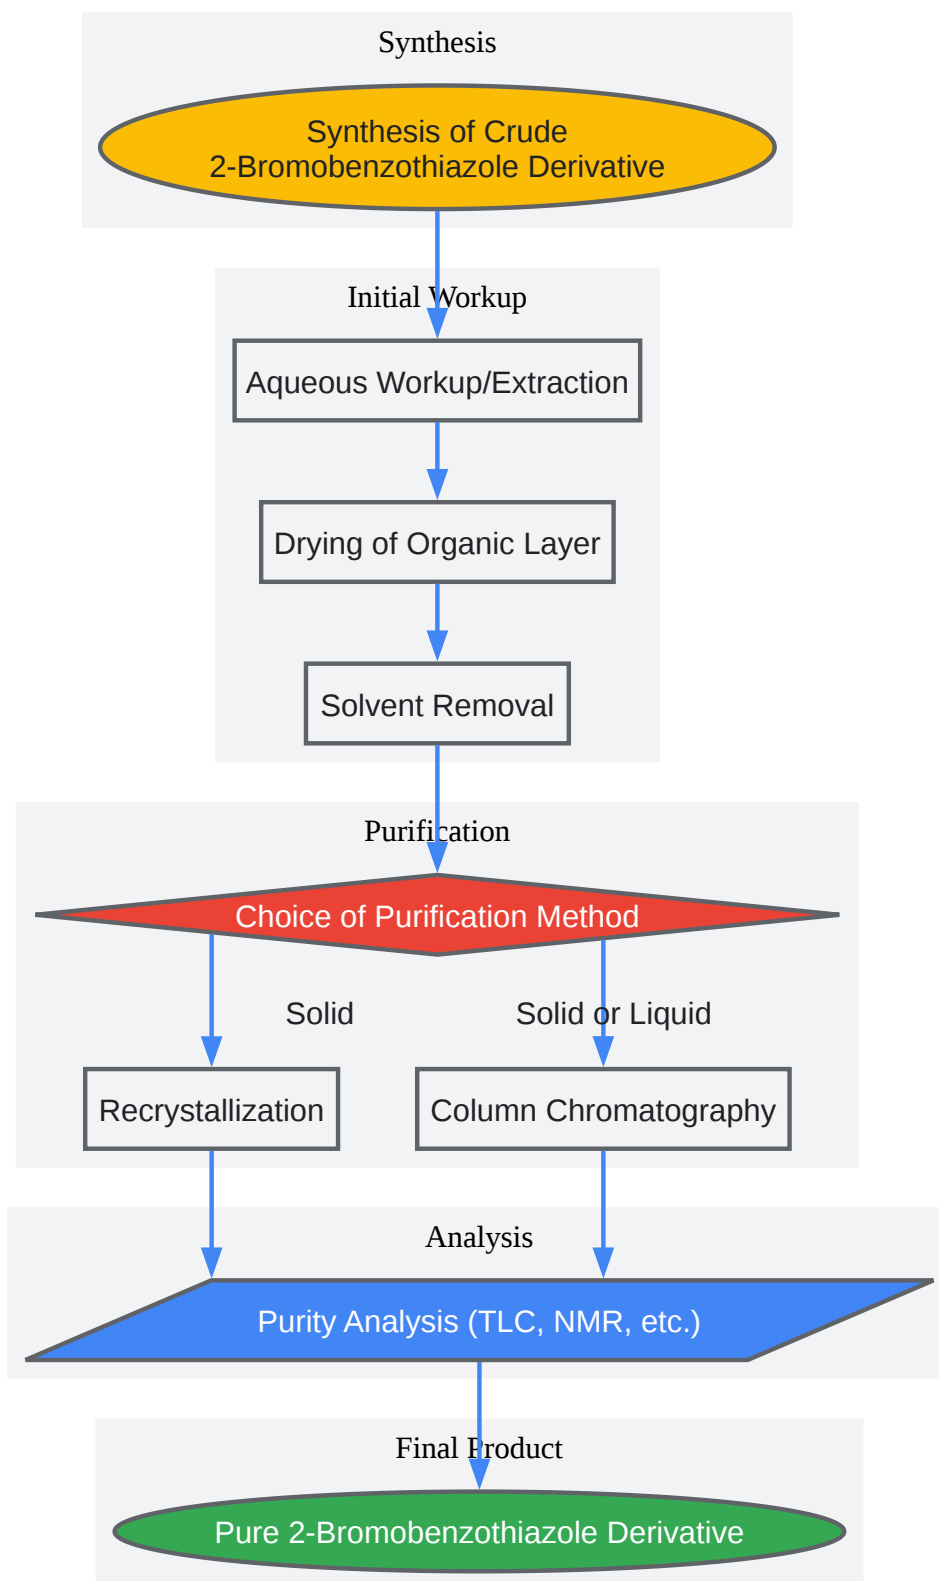 Synthesis
Synthesis of Crude
2-Bromobenzothiazole Derivative
Initial Workup
Aqueous Workup/Extraction
Drying of Organic Layer
Solvent Removal
Purification
Choice of Purification Method
Solid
Solid or Liquid
Recrystallization
Column Chromatography
Analysis
Purity Analysis (TLC, NMR, etc.)
Final Product
Pure 2-Bromobenzothiazole Derivative